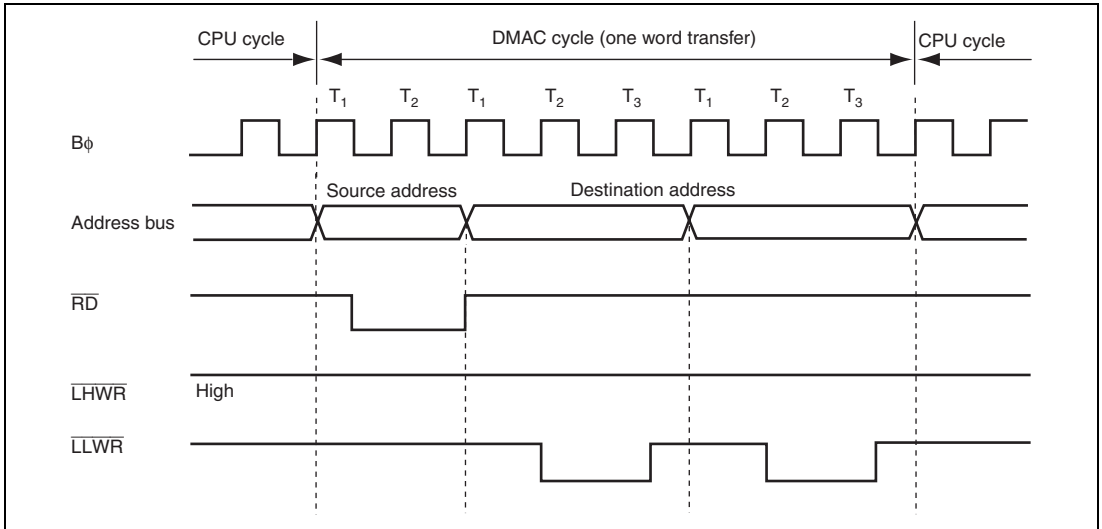 CPU cycle DMAC cycle (one word transfer) CPU cycle
T1 T2 T1 T2 T3 T1 T2 T3
Bϕ
Source address Destination address
Address bus
RD
LHWR High
LLWR